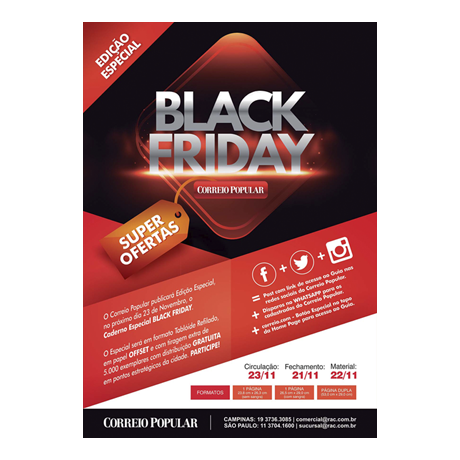 EDIÇÃO
ESPECIAL
BLACK
FRIDAY
CORREIO POPULAR
SUPER
OFERTAS
O Correio Popular publicará Edição Especial,
no próximo dia 23 de Novembro, o
Caderno Especial BLACK FRIDAY.
O Especial será em formato Tabloide Refilado,
em papel OFFSET e com tiragem extra de
5.000 exemplares com distribuição GRATUITA
em pontos estratégicos da cidade. PARTICIPE!
f + +
= Post com link de acesso ao Guia nas
redes sociais do Correio Popular.
+ Disparos no WHATSAPP para os
cadastrados do Correio Popular.
+ correio.com - Botão Especial no topo
da Home Page para acesso ao Guia.
Circulação: Fechamento: Material:
23/11 21/11 22/11
FORMATOS
1 PÁGINA
(com sangra)
1 PÁGINA
(sem sangra)
PÁGINA DUPLA
CORREIO POPULAR
CAMPINAS: 19 3736.3085 | comercial@rac.com.br
SÃO PAULO: 11 3704.1600 | sucursal@rac.com.br